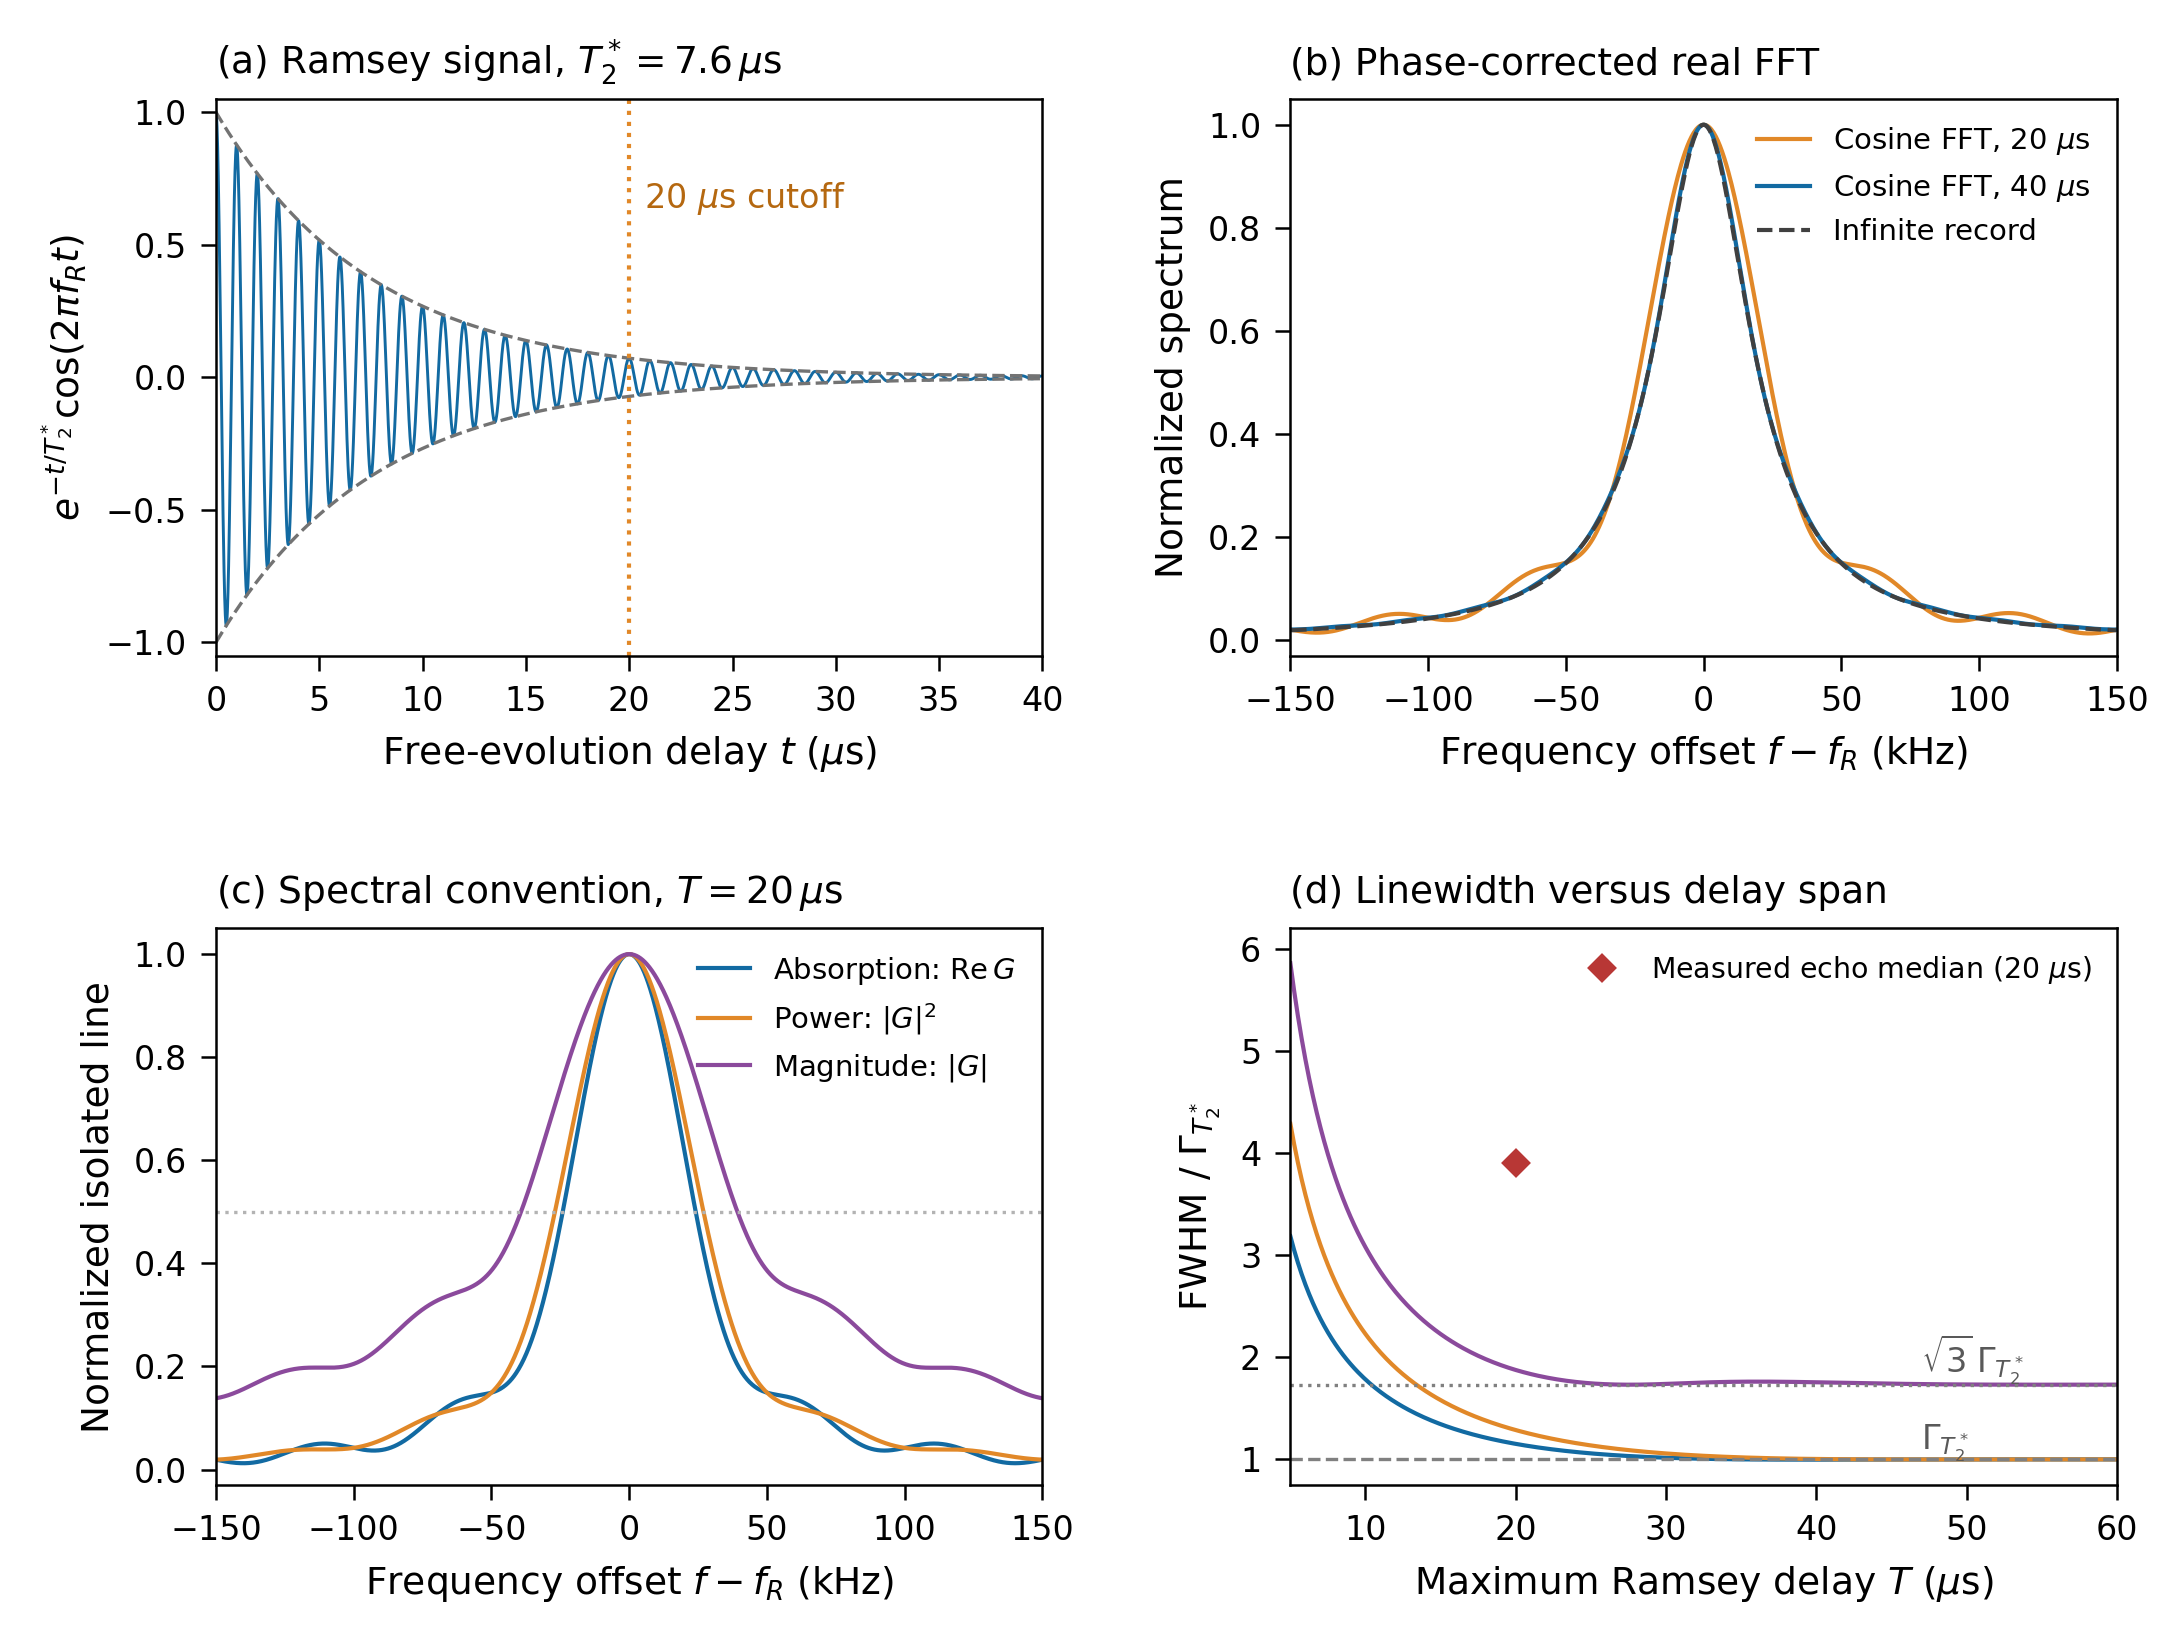 (a) Ramsey signal, T₂* = 7.6 μs
1.0
0.5
0.0
−0.5
−1.0
e^{−t/T₂*} cos(2πf_Rt)
20 μs cutoff
0 5 10 15 20 25 30 35 40
Free-evolution delay t (μs)
(b) Phase-corrected real FFT
1.0
0.8
0.6
0.4
0.2
0.0
Normalized spectrum
Cosine FFT, 20 μs
Cosine FFT, 40 μs
Infinite record
−150 −100 −50 0 50 100 150
Frequency offset f − f_R (kHz)
(c) Spectral convention, T = 20 μs
1.0
0.8
0.6
0.4
0.2
0.0
Normalized isolated line
Absorption: Re G
Power: |G|²
Magnitude: |G|
−150 −100 −50 0 50 100 150
Frequency offset f − f_R (kHz)
(d) Linewidth versus delay span
6
5
4
3
2
1
FWHM / Γ_{T₂*}
Measured echo median (20 μs)
√3 Γ_{T₂*}
Γ_{T₂*}
10 20 30 40 50 60
Maximum Ramsey delay T (μs)